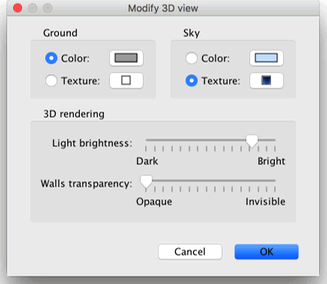 Modify 3D view
Ground
Sky
Color:
Color:
Texture:
Texture:
3D rendering
Light brightness:
Dark Bright
Walls transparency:
Opaque Invisible
Cancel OK